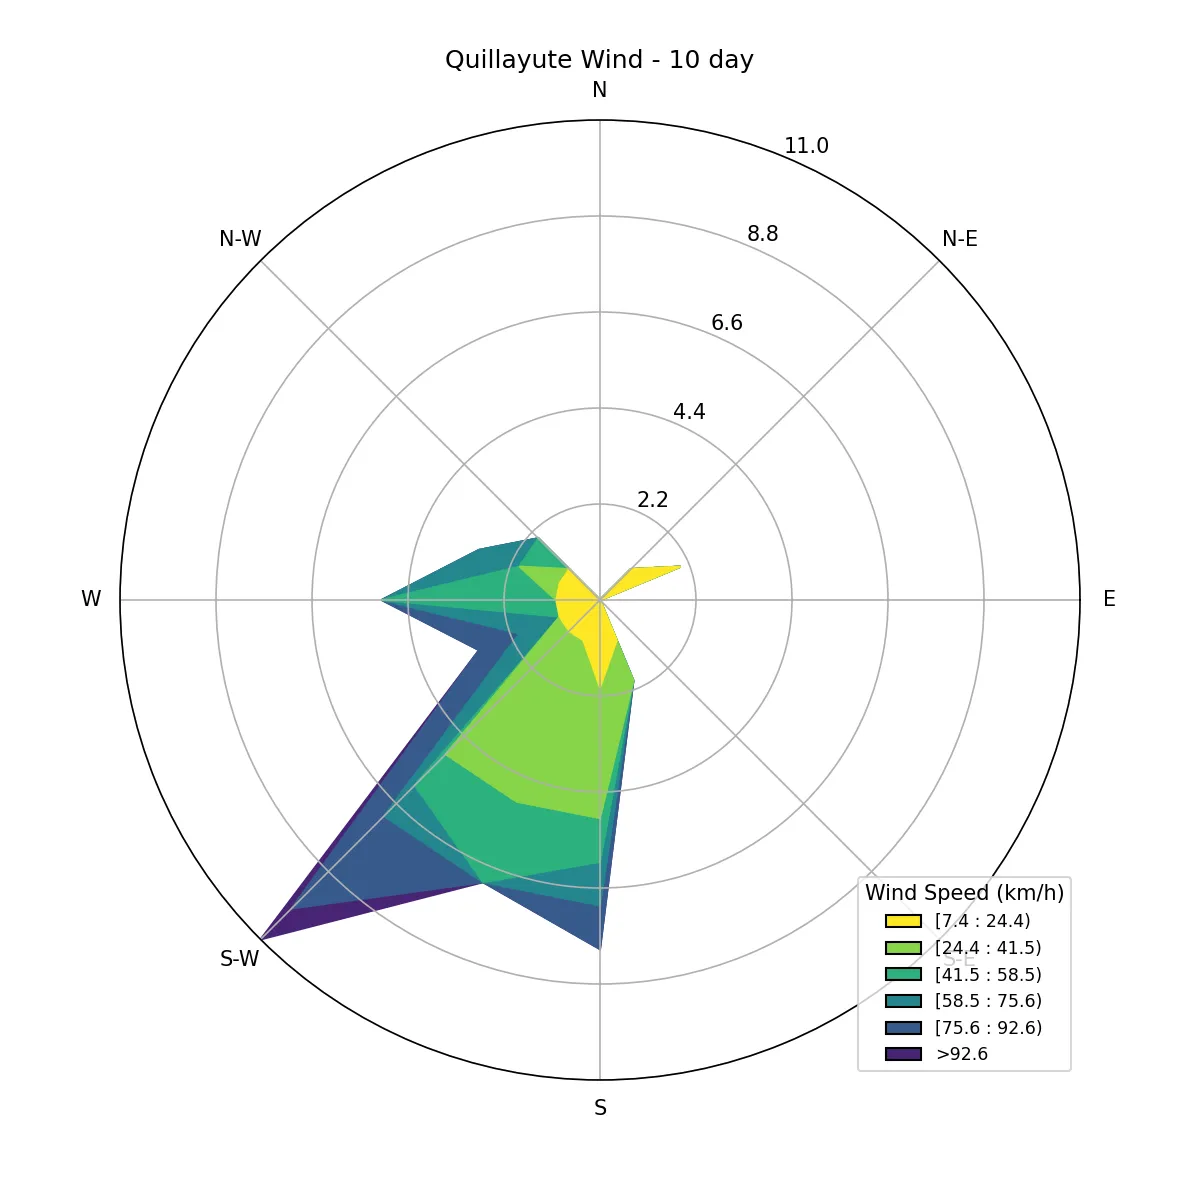 Quillayute Wind - 10 day
N
11.0
N-W
8.8
N-E
6.6
4.4
2.2
W
E
S-W
S-E
S
Wind Speed (km/h)
[7.4 : 24.4)
[24.4 : 41.5)
[41.5 : 58.5)
[58.5 : 75.6)
[75.6 : 92.6)
>92.6